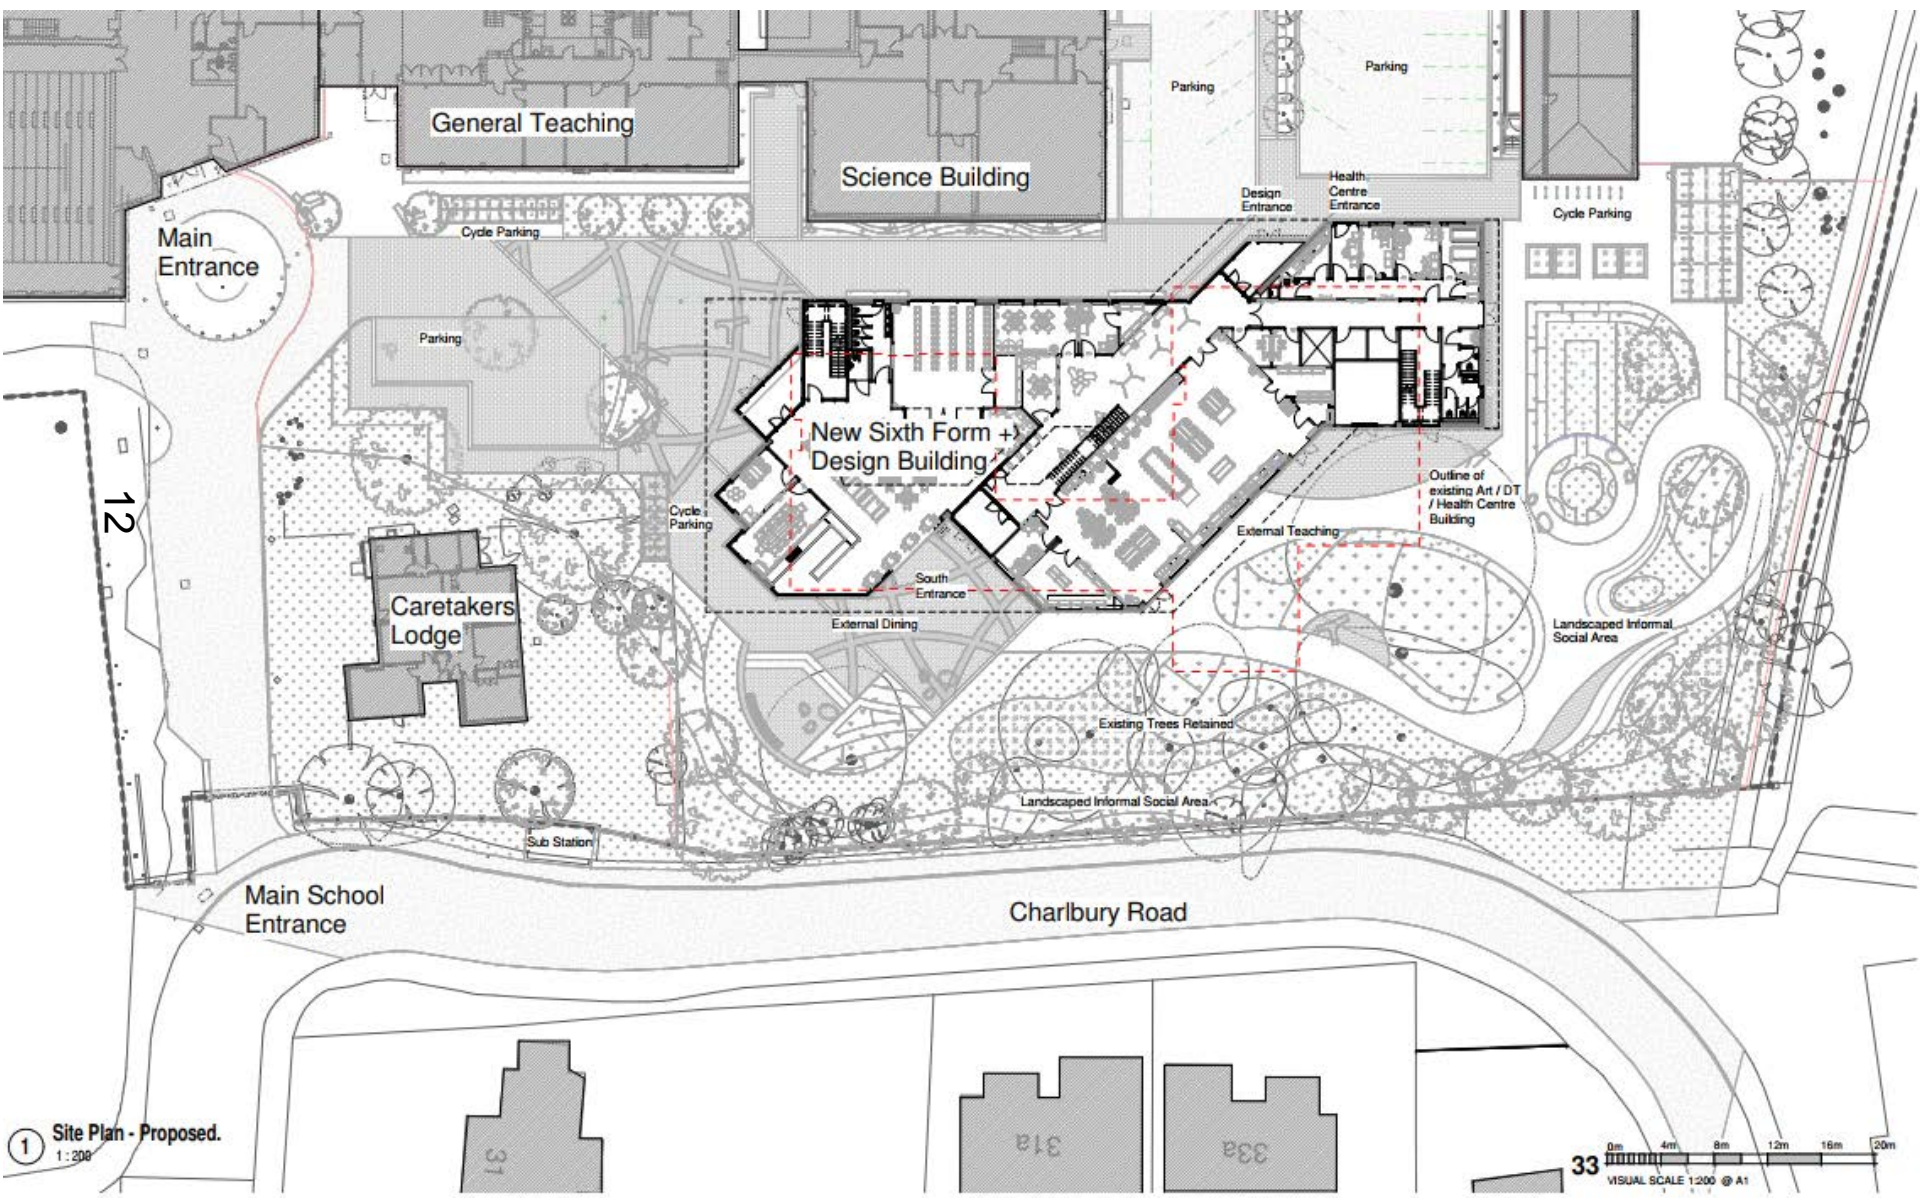 Parking
Parking
General Teaching
Science Building
Design
Entrance
Health
Centre
Entrance
Cycle Parking
Cycle Parking
Main
Entrance
Parking
New Sixth Form +
Design Building
Outline of
existing Art / DT
/ Health Centre
Building
12
Cycle
Parking
External Teaching
South
Entrance
Caretakers
Lodge
External Dining
Landscaped Informal
Social Area
Existing Trees Retained
Landscaped Informal Social Area
Sub Station
Main School
Entrance
Charlbury Road
31
31a
33a
1
Site Plan - Proposed.
1 : 200
33
0m 4m 8m 12m 16m 20m
VISUAL SCALE 1:200 @ A1